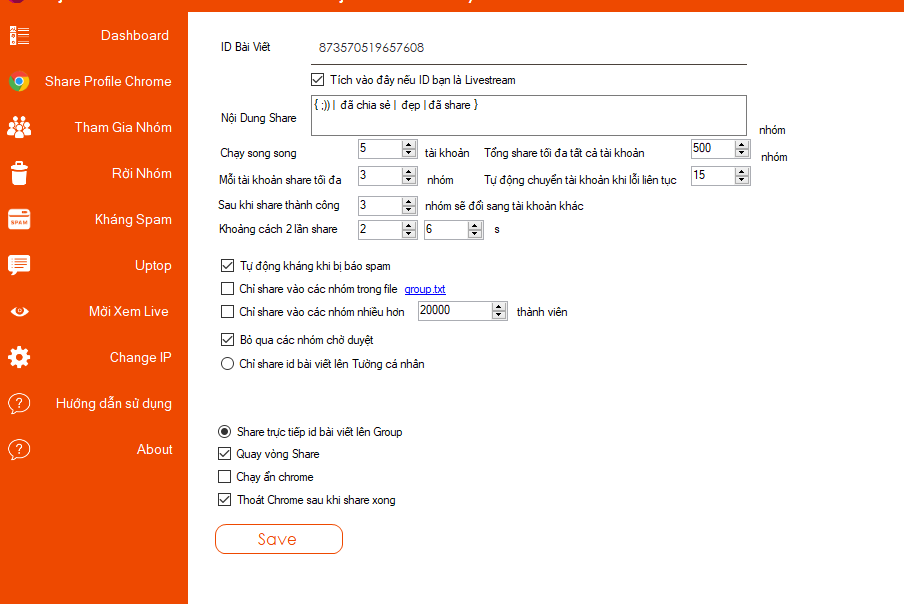 Dashboard
Share Profile Chrome
Tham Gia Nhóm
Rời Nhóm
SPAM
Kháng Spam
Uptop
Mời Xem Live
Change IP
? Hướng dẫn sử dụng
? About
ID Bài Viết 873570519657608
Tích vào đây nếu ID bạn là Livestream
Nội Dung Share { ;)) | đã chia sẻ | đẹp | đã share }
nhóm
Chạy song song 5 tài khoản Tổng share tối đa tất cả tài khoản 500 nhóm
Mỗi tài khoản share tối đa 3 nhóm Tự động chuyển tài khoản khi lỗi liên tục 15
Sau khi share thành công 3 nhóm sẽ đổi sang tài khoản khác
Khoảng cách 2 lần share 2 6 s
Tự động kháng khi bị báo spam
Chỉ share vào các nhóm trong file group.txt
Chỉ share vào các nhóm nhiều hơn 20000 thành viên
Bỏ qua các nhóm chờ duyệt
Chỉ share id bài viết lên Tường cá nhân
Share trực tiếp id bài viết lên Group
Quay vòng Share
Chạy ẩn chrome
Thoát Chrome sau khi share xong
Save